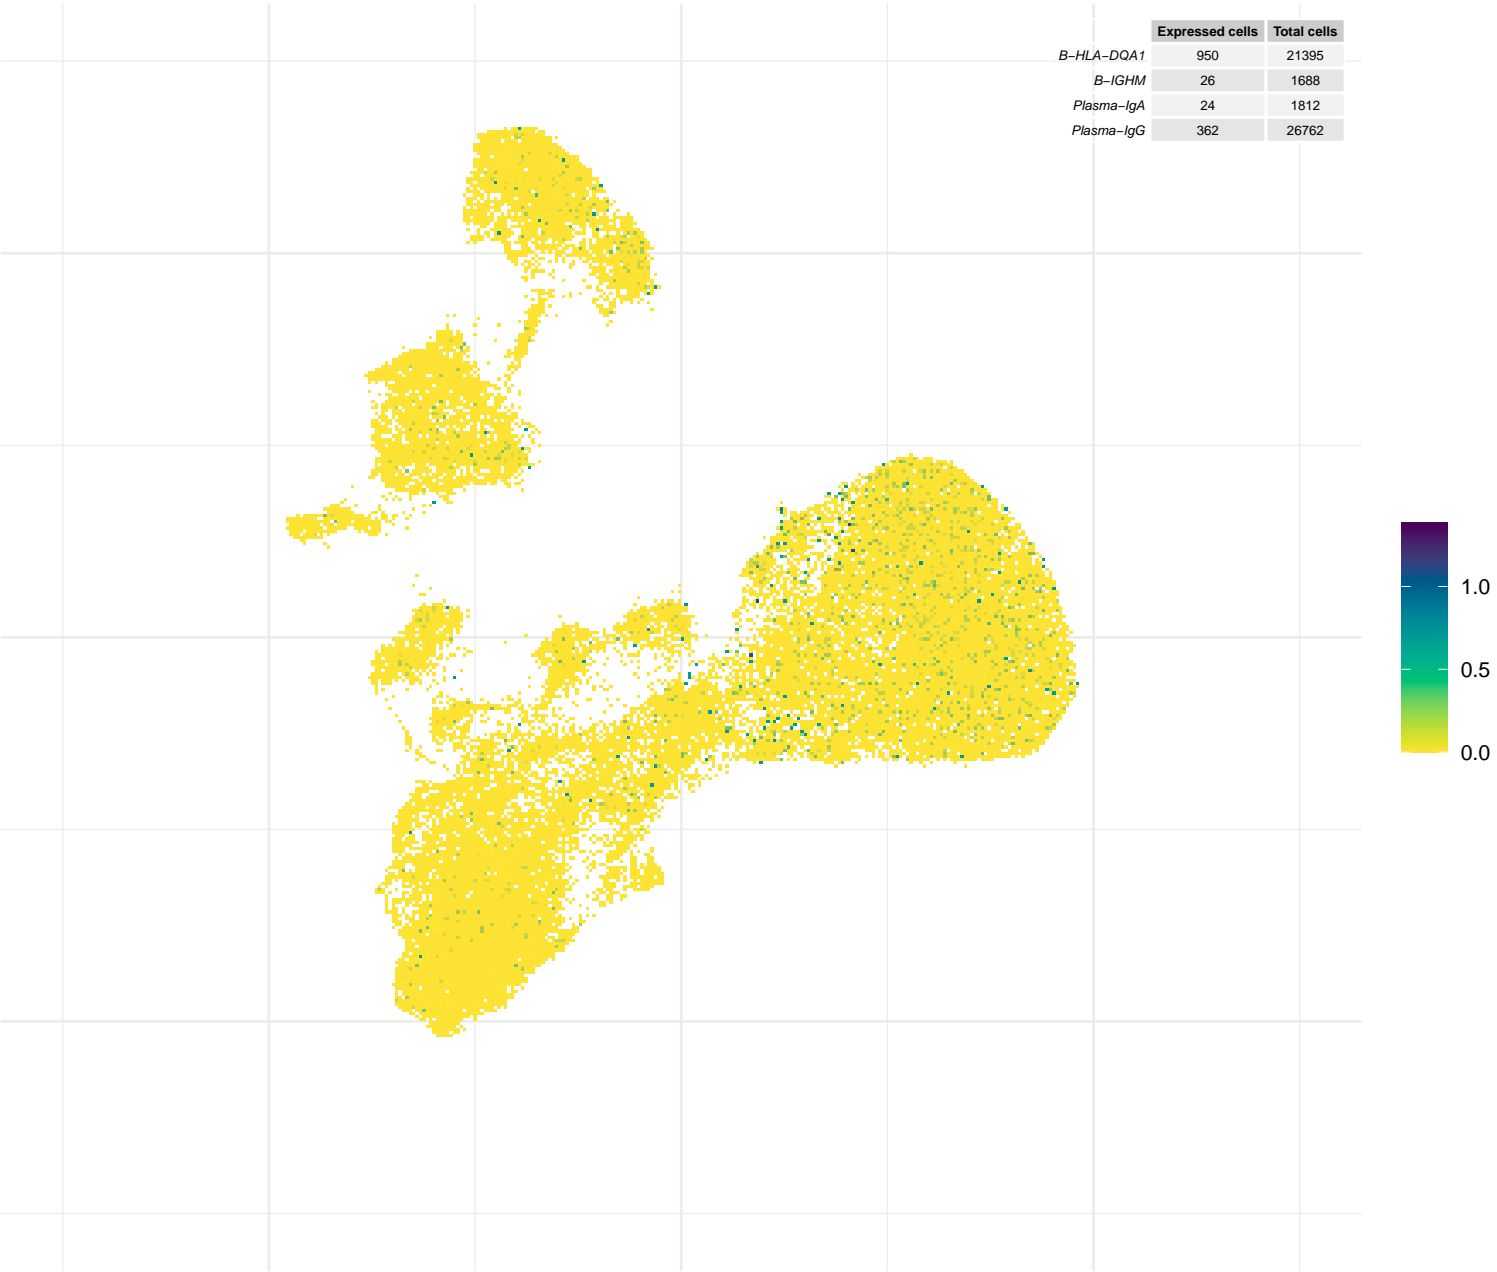 Expressed cells Total cells
B−HLA−DQA1 950 21395
B−IGHM 26 1688
Plasma−IgA 24 1812
Plasma−IgG 362 26762
1.0
0.5
0.0